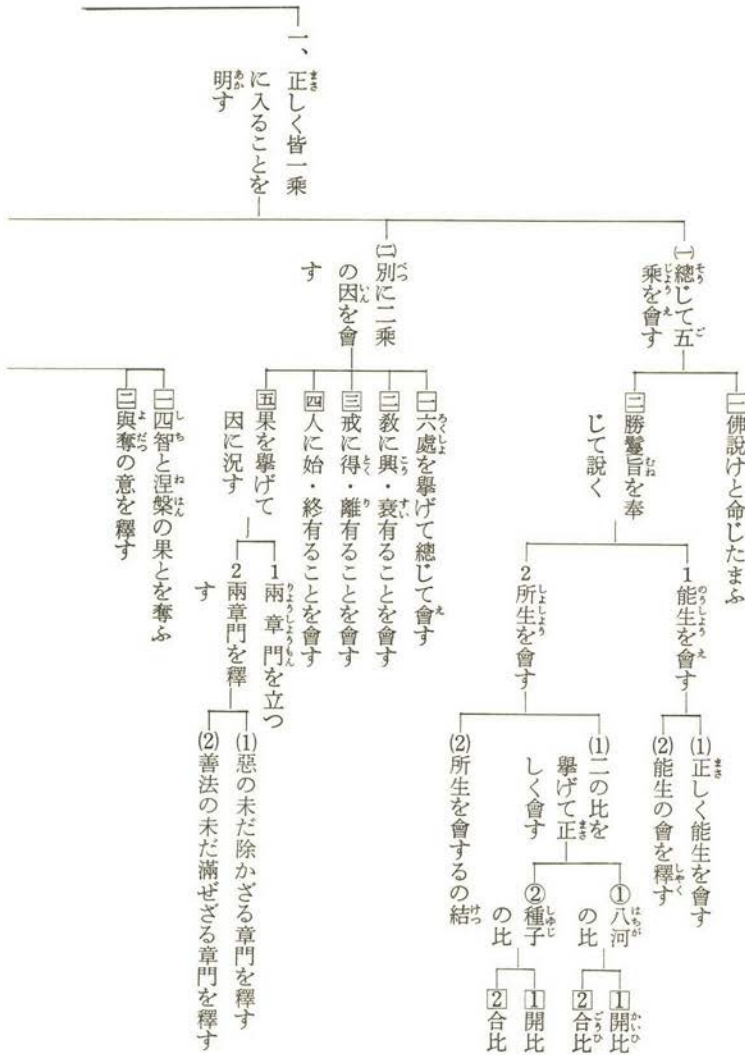 一、正しく皆一乘
に入ることを
明す
㈠總じて五
乘を會す
一佛說けと命じたまふ
二勝鬘旨を奉
じて說く
1能生を會す
⑴正しく能生を會す
⑵能生の會を釋す
2所生を會す
⑴二の比を
擧げて正
しく會す
①八河
の比
1開比
2合比
②種子
の比
1開比
2合比
⑵所生を會するの結
㈡別に二乘
の因を會
す
一六處を擧げて總じて會す
二敎に興・衰有ることを會す
三戒に得・離有ることを會す
四人に始・終有ることを會す
五果を擧げて
因に況す
1兩章門を立つ
2兩章門を釋
す
⑴惡の未だ除かざる章門を釋す
⑵善法の未だ滿ぜざる章門を釋す
一四智と涅槃の果とを奪ふ
二與奪の意を釋す